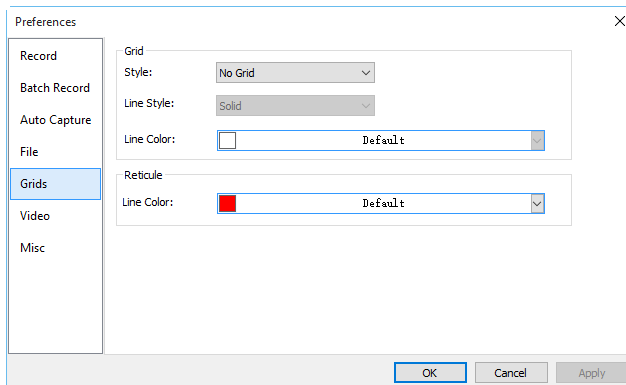 Preferences
Record
Batch Record
Auto Capture
File
Grids
Video
Misc
Grid
Style: No Grid
Line Style: Solid
Line Color: Default
Reticule
Line Color: Default
OK Cancel Apply